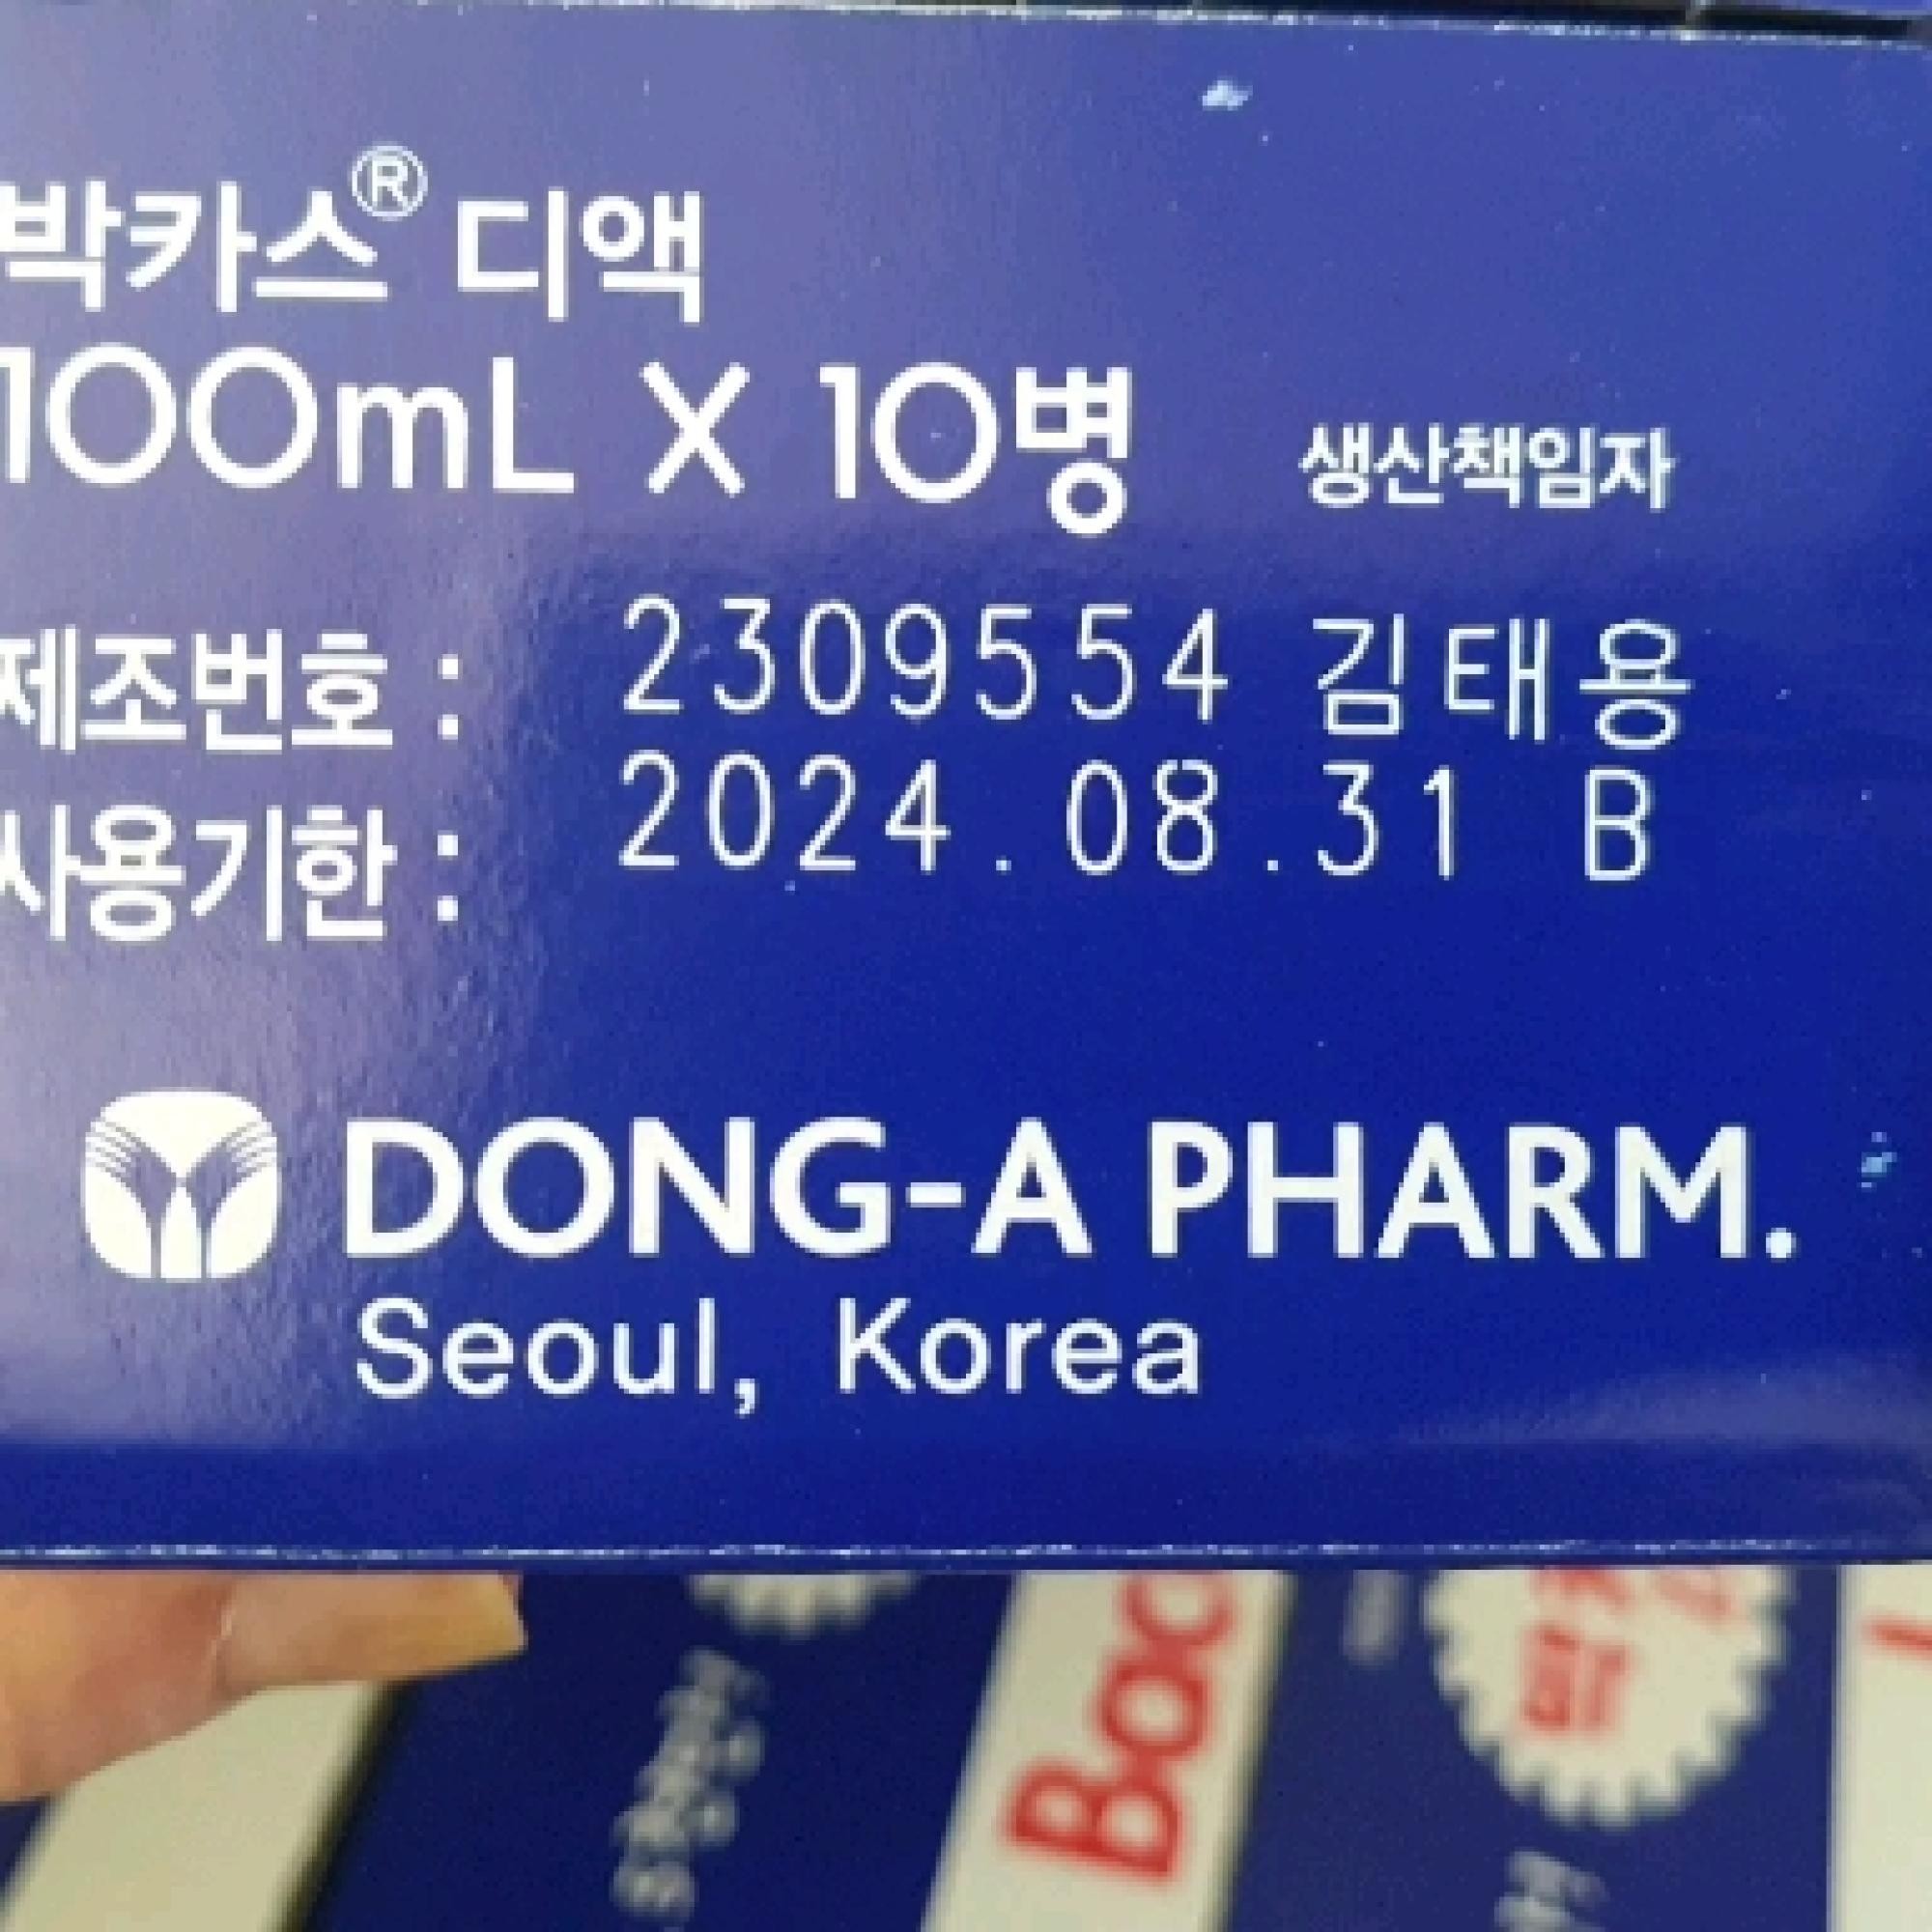 박카스® 디액
100mL X 10병 생산책임자
제조번호 : 2309554 김태용
사용기한 : 2024.08.31 B
DONG-A PHARM.
Seoul, Korea
Bac